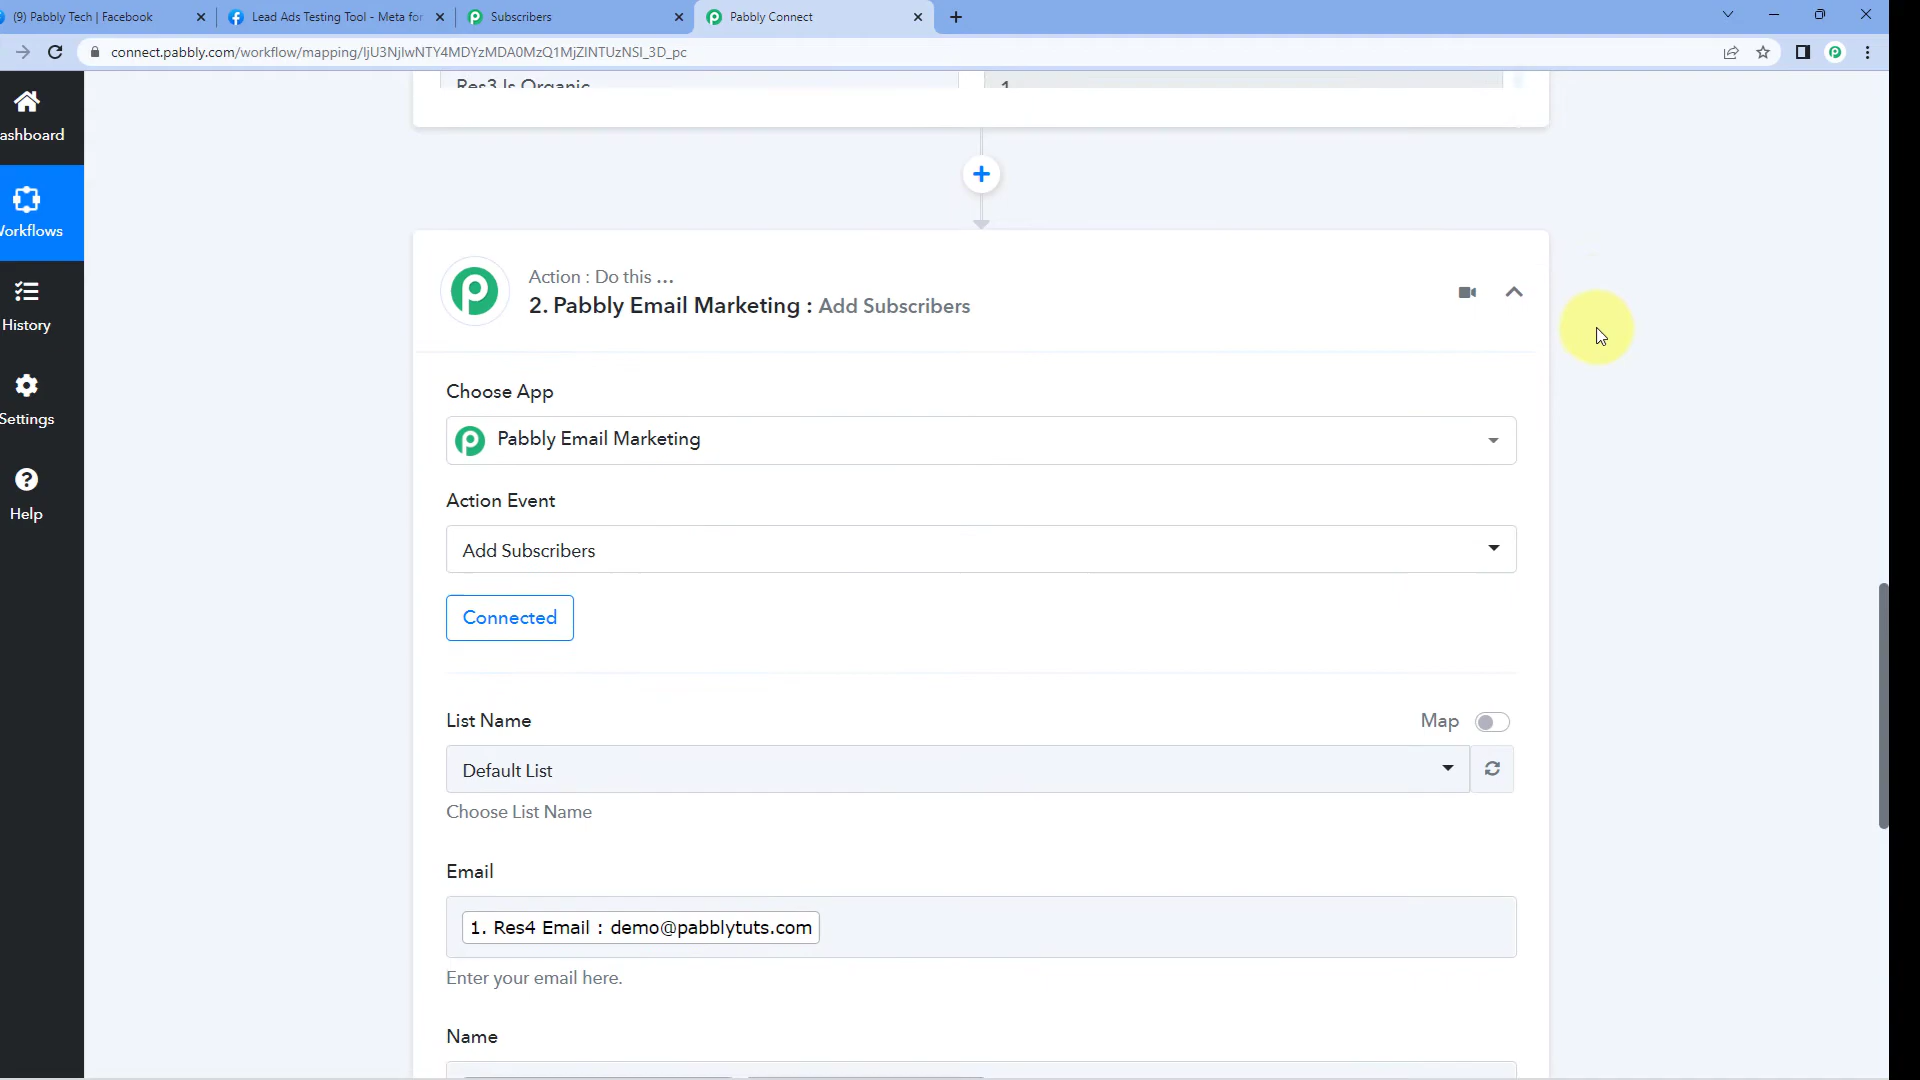 (9) Pabbly Tech | Facebook
Lead Ads Testing Tool - Meta for
Subscribers
Pabbly Connect
connect.pabbly.com/workflow/mapping/IjU3NjIwNTY4MDYzMDA0MzQ1MjZlNTUzNSI_3D_pc
ashboard
Workflows
History
Settings
Help
Res3 Is Organic
1
Action : Do this ...
2. Pabbly Email Marketing : Add Subscribers
Choose App
Pabbly Email Marketing
Action Event
Add Subscribers
Connected
List Name
Map
Default List
Choose List Name
Email
1. Res4 Email : demo@pabblytuts.com
Enter your email here.
Name